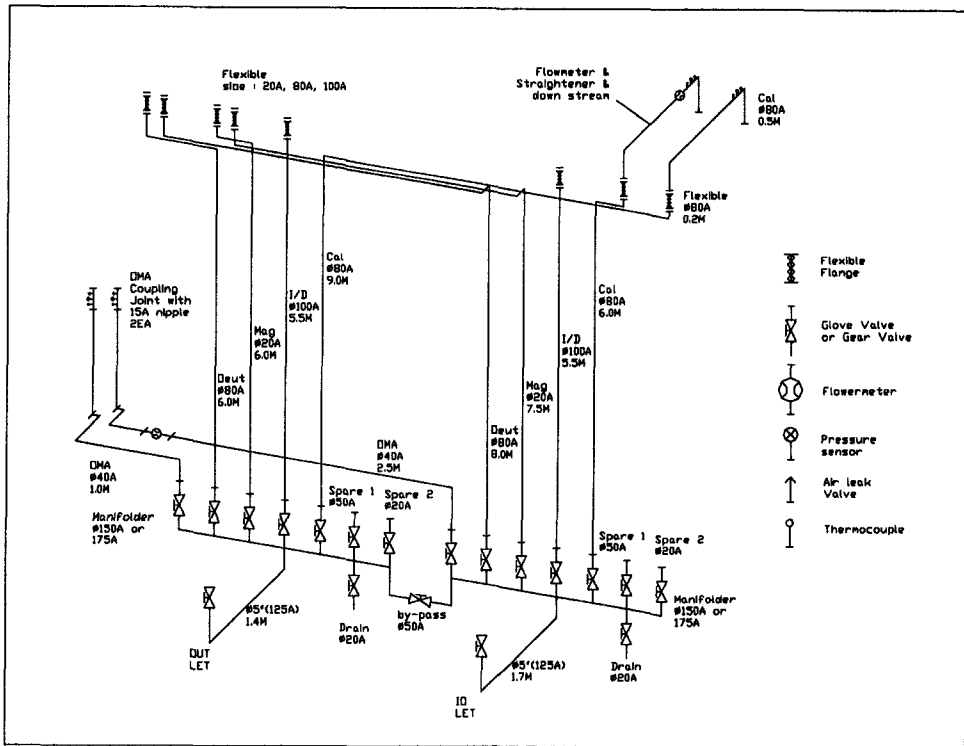 Flexible
size : 20A, 80A, 100A
Flowmeter &
Straightener &
down stream
Cal
ø80A
0.5M
Flexible
ø80A
0.2M
DMA
Coupling
Joint with
15A nipple
2EA
Cal
ø80A
9.0M
I/D
ø100A
5.5M
Mag
ø20A
6.0M
Deut
ø80A
6.0M
Cal
ø80A
6.0M
I/D
ø100A
5.5M
Mag
ø20A
7.5M
Deut
ø80A
8.0M
DMA
ø40A
2.5M
DMA
ø40A
1.0M
Manifolder
ø150A or
175A
Spare 1
ø50A
Spare 2
ø20A
Spare 1
ø50A
Spare 2
ø20A
Manifolder
ø150A or
175A
by-pass
ø50A
Drain
ø20A
Drain
ø20A
ø5"(125A)
1.4M
OUT
LET
ø5"(125A)
1.7M
IO
LET
Flexible
Flange
Glove Valve
or Gear Valve
Flowermeter
Pressure
sensor
Air leak
Valve
Thermocouple